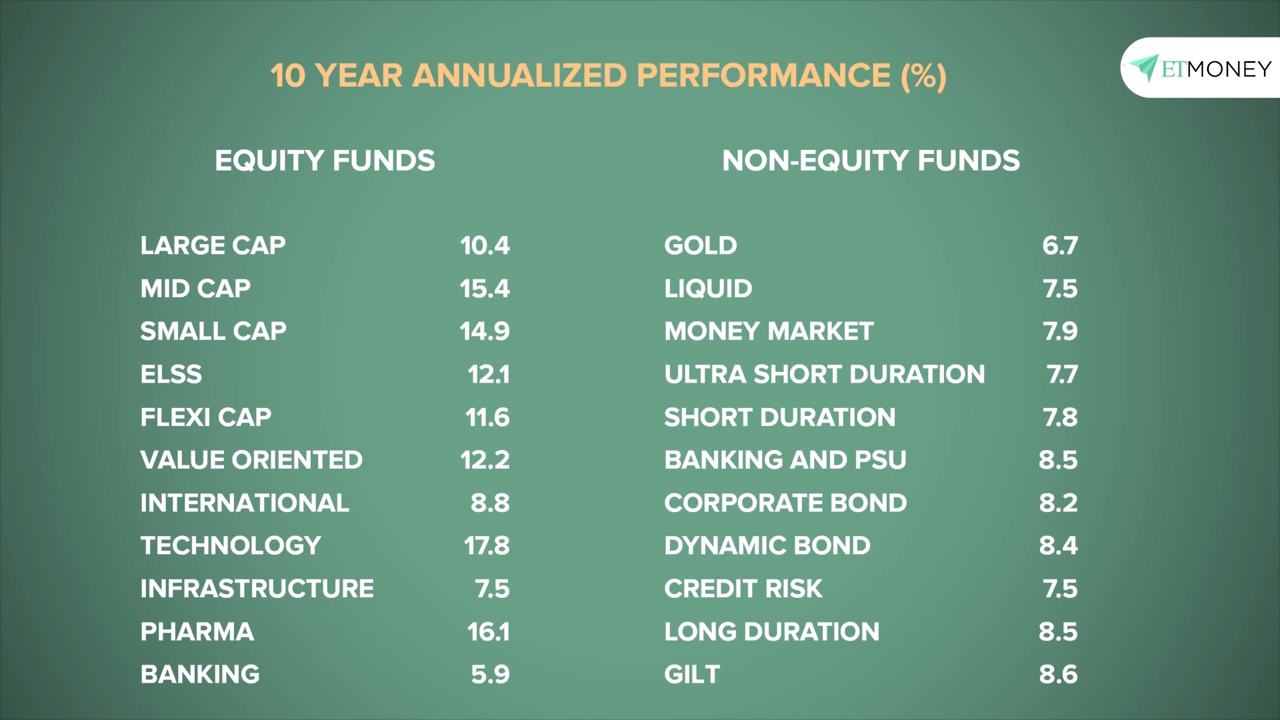 10 YEAR ANNUALIZED PERFORMANCE (%)
ETMONEY
EQUITY FUNDS
LARGE CAP 10.4
MID CAP 15.4
SMALL CAP 14.9
ELSS 12.1
FLEXI CAP 11.6
VALUE ORIENTED 12.2
INTERNATIONAL 8.8
TECHNOLOGY 17.8
INFRASTRUCTURE 7.5
PHARMA 16.1
BANKING 5.9
NON-EQUITY FUNDS
GOLD 6.7
LIQUID 7.5
MONEY MARKET 7.9
ULTRA SHORT DURATION 7.7
SHORT DURATION 7.8
BANKING AND PSU 8.5
CORPORATE BOND 8.2
DYNAMIC BOND 8.4
CREDIT RISK 7.5
LONG DURATION 8.5
GILT 8.6